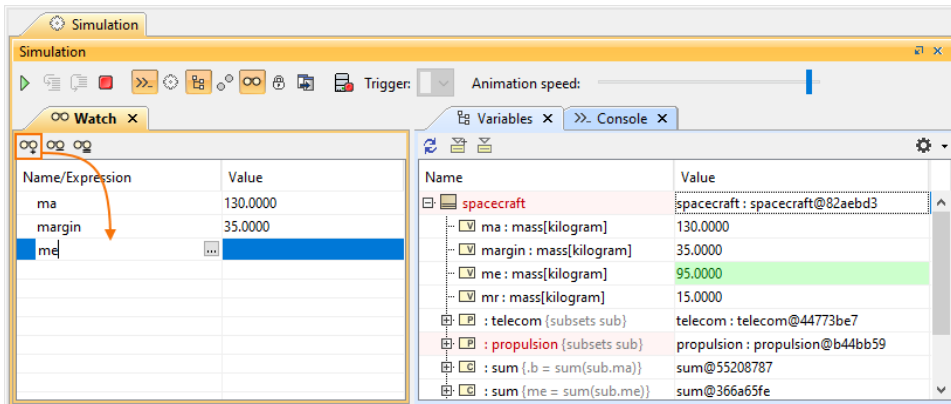 Simulation
Simulation
Trigger:
Animation speed:
Watch
Name/Expression Value
ma 130.0000
margin 35.0000
me ...
Variables Console
Name Value
spacecraft spacecraft : spacecraft@82aebd3
V ma : mass[kilogram] 130.0000
V margin : mass[kilogram] 35.0000
V me : mass[kilogram] 95.0000
V mr : mass[kilogram] 15.0000
P : telecom {subsets sub} telecom : telecom@44773be7
P : propulsion {subsets sub} propulsion : propulsion@b44bb59
C : sum {.b = sum(sub.ma)} sum@55208787
C : sum {me = sum(sub.me)} sum@366a65fe